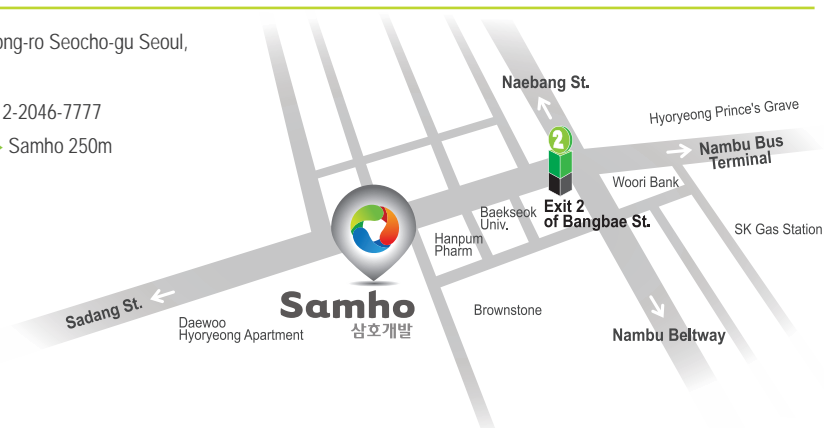 ong-ro Seocho-gu Seoul,
2-2046-7777
Samho 250m
Naebang St.
Hyoryeong Prince's Grave
2
Nambu Bus
Terminal
Woori Bank
Exit 2
of Bangbae St.
Baekseok
Univ.
Hanpum
Pharm
SK Gas Station
Samho
삼호개발
Sadang St.
Daewoo
Hyoryeong Apartment
Brownstone
Nambu Beltway